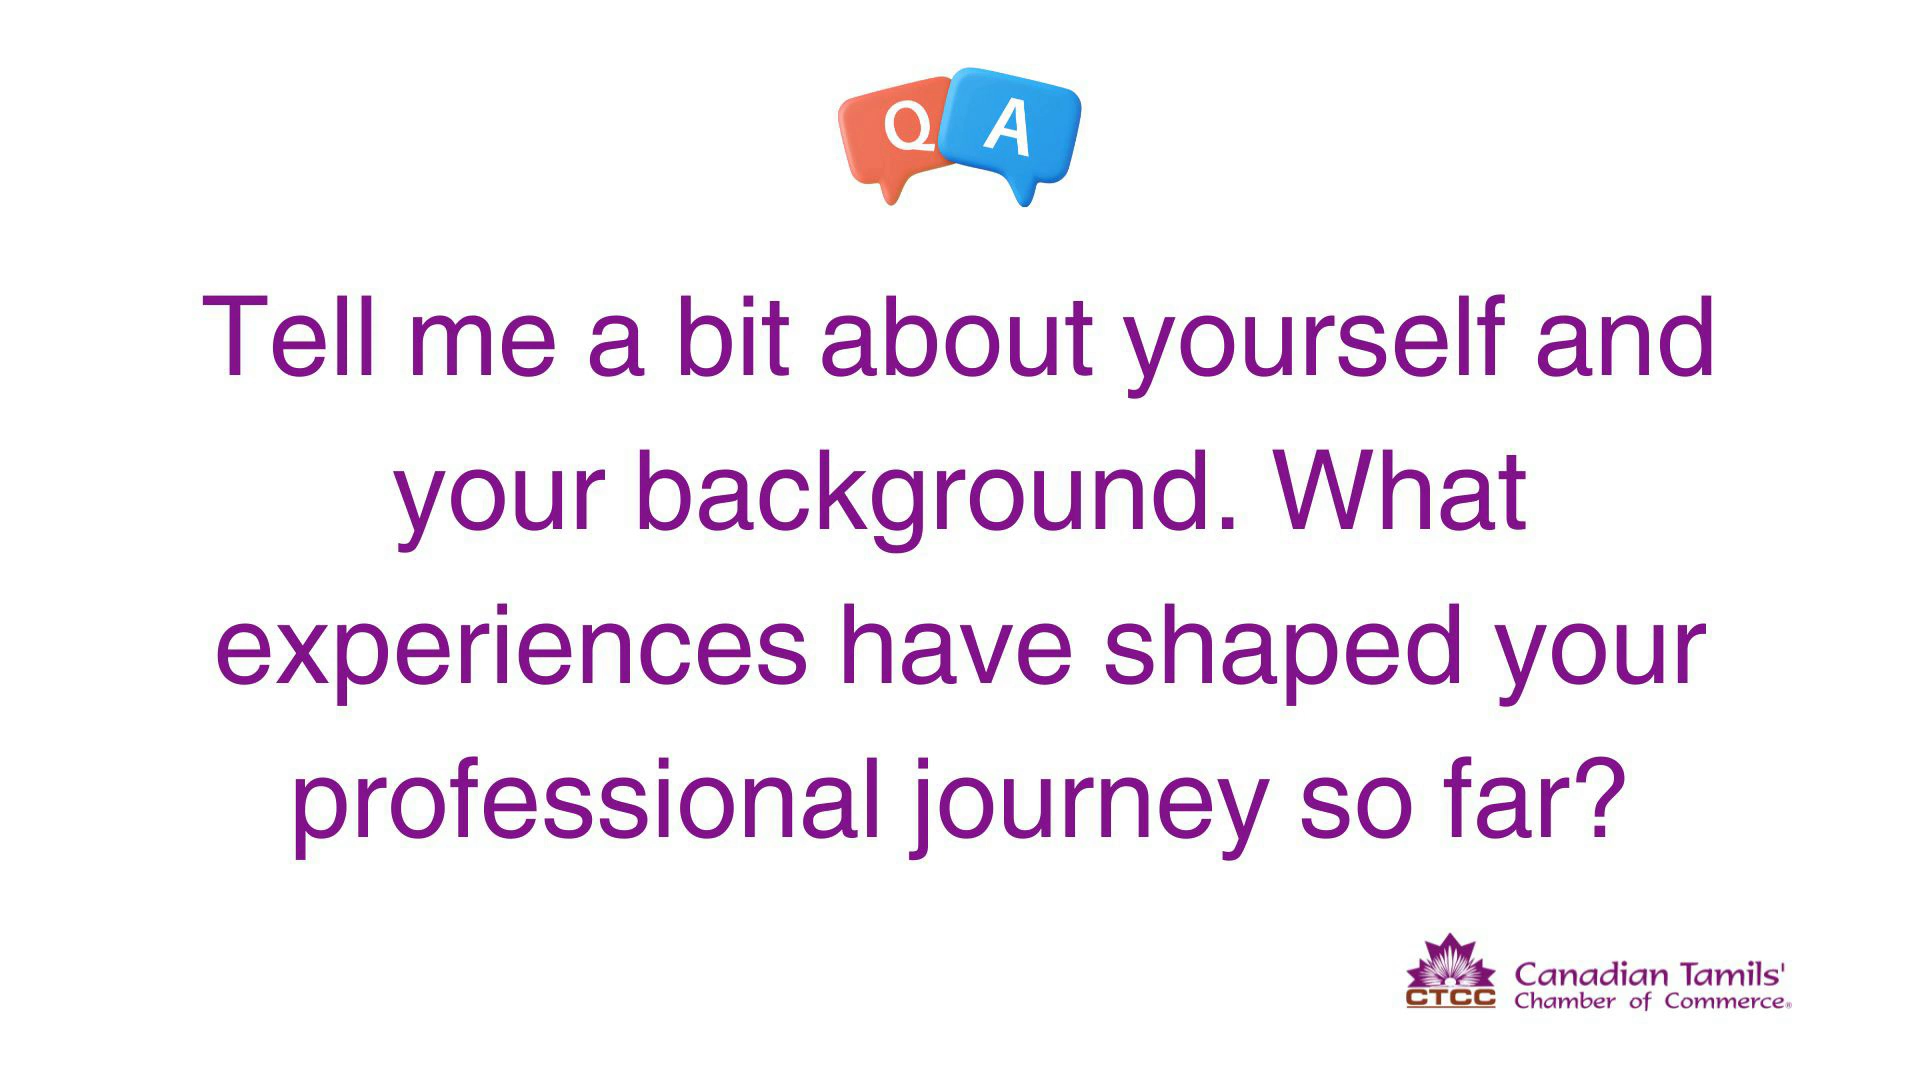 Q A
Tell me a bit about yourself and
your background. What
experiences have shaped your
professional journey so far?
CTCC
Canadian Tamils'
Chamber of Commerce®